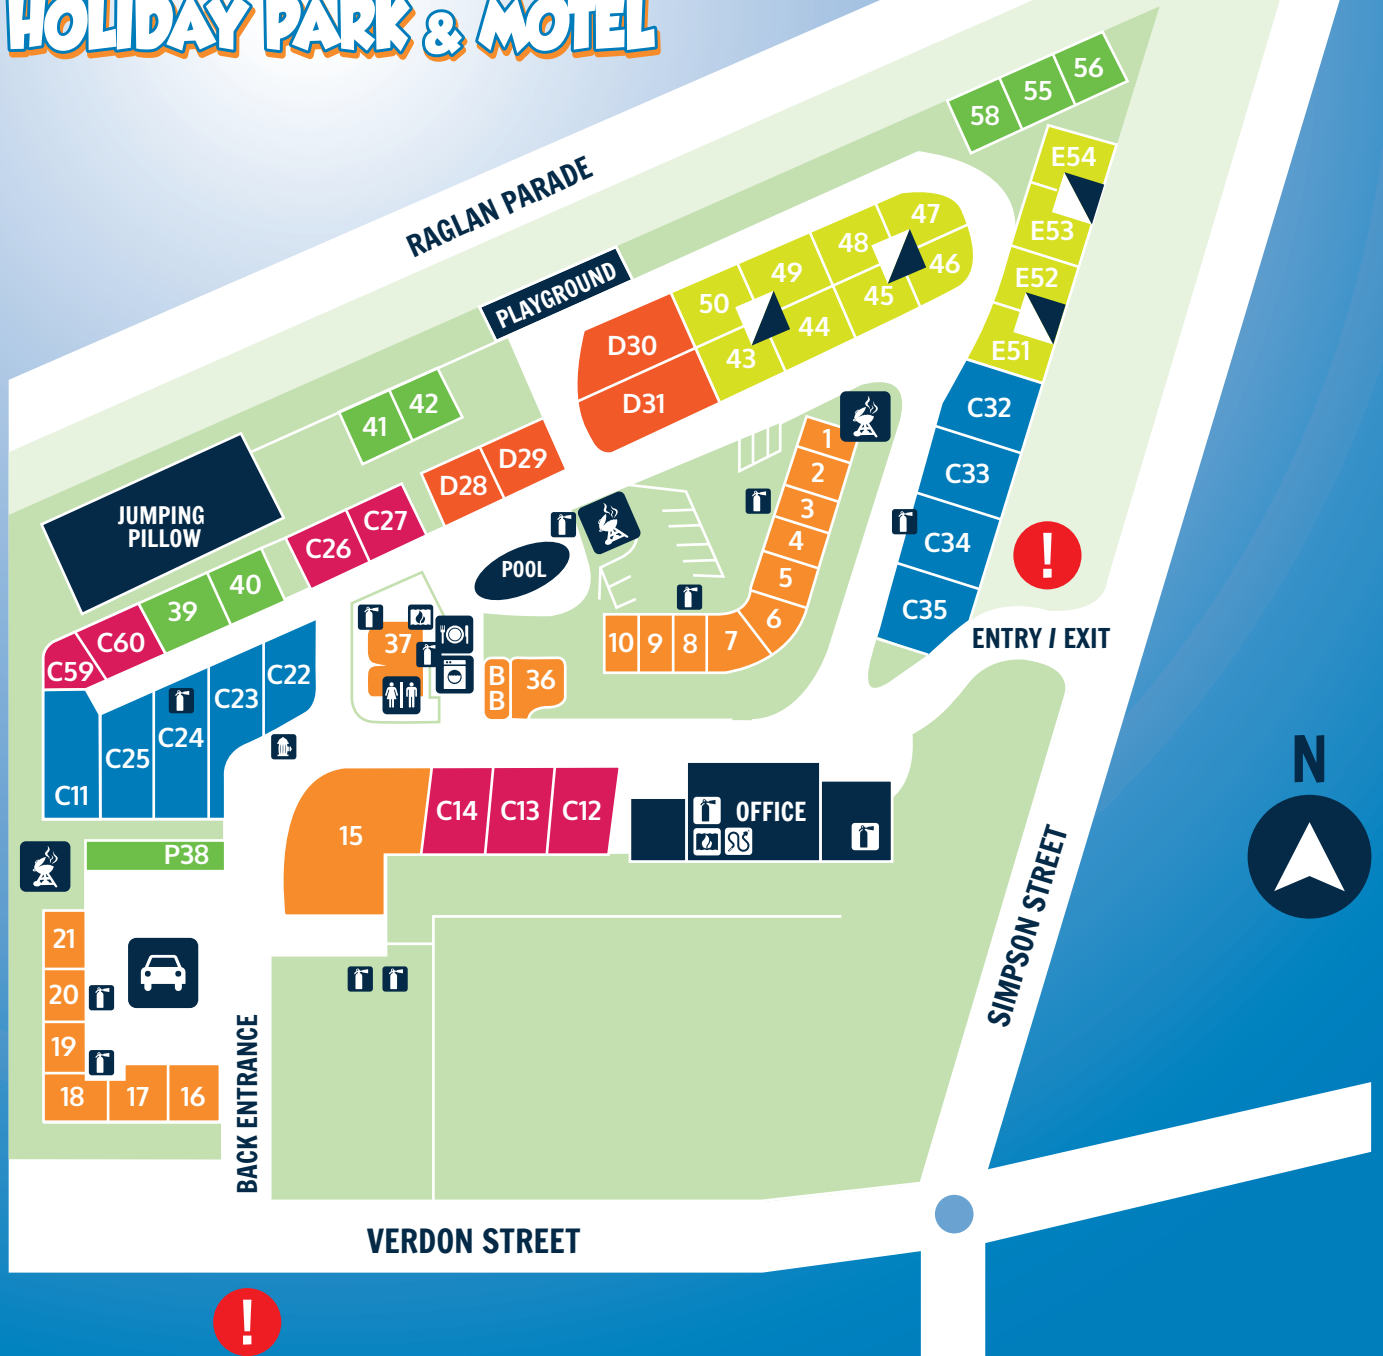 HOLIDAY PARK & MOTEL
56
55
58
RAGLAN PARADE
E54
E53
E52
E51
47
48
46
49
45
50
44
43
PLAYGROUND
D30
D31
42
41
D29
D28
C27
C26
JUMPING
PILLOW
40
39
C60
C59
C32
C33
C34
C35
1
2
3
4
5
6
7
8
9
10
POOL
!
ENTRY / EXIT
37
36
B
B
C22
C23
C24
C25
C11
N
15
C14
C13
C12
OFFICE
P38
21
20
19
18
17
16
SIMPSON STREET
BACK ENTRANCE
VERDON STREET
!